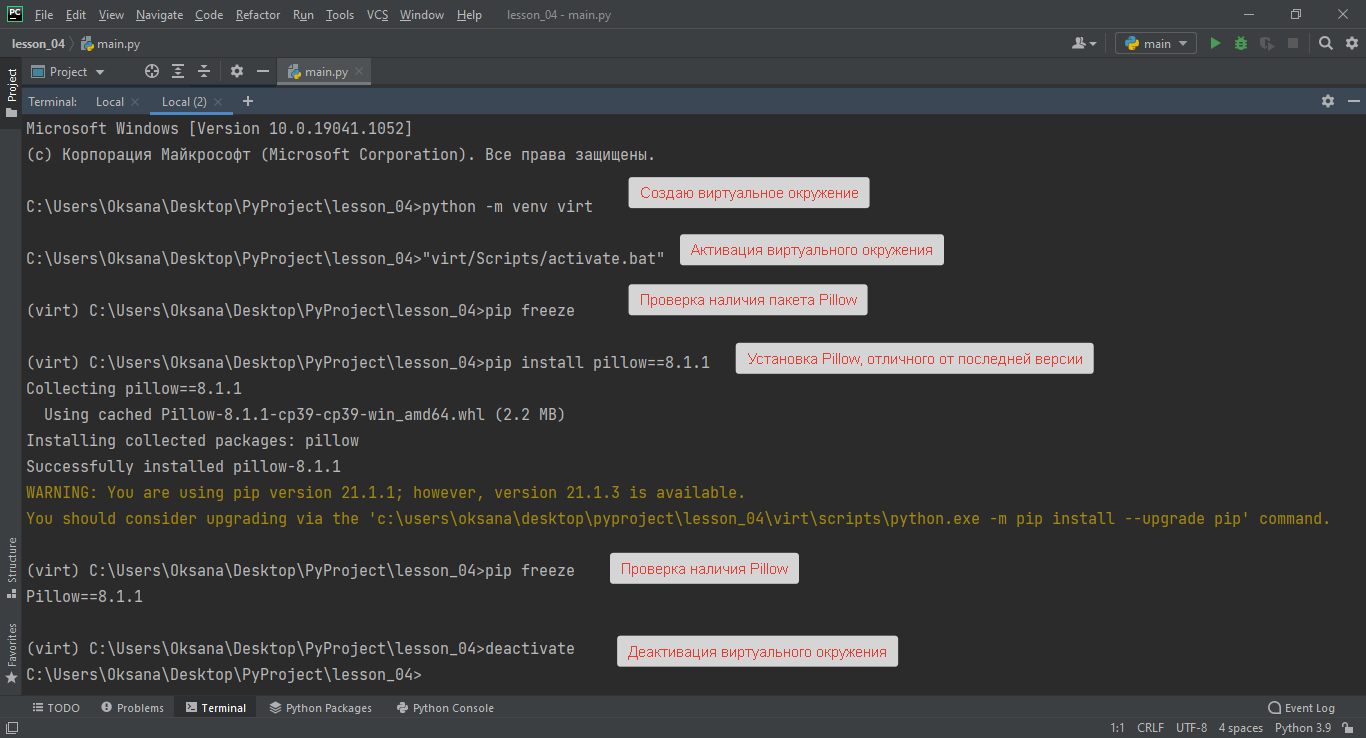 PC File Edit View Navigate Code Refactor Run Tools VCS Window Help lesson_04 - main.py
lesson_04 main.py main
Project main.py
Project
Terminal: Local Local (2)
Microsoft Windows [Version 10.0.19041.1052]
(c) Корпорация Майкрософт (Microsoft Corporation). Все права защищены.
Создаю виртуальное окружение
C:\Users\Oksana\Desktop\PyProject\lesson_04>python -m venv virt
Активация виртуального окружения
C:\Users\Oksana\Desktop\PyProject\lesson_04>"virt/Scripts/activate.bat"
Проверка наличия пакета Pillow
(virt) C:\Users\Oksana\Desktop\PyProject\lesson_04>pip freeze
(virt) C:\Users\Oksana\Desktop\PyProject\lesson_04>pip install pillow==8.1.1 Установка Pillow, отличного от последней версии
Collecting pillow==8.1.1
Using cached Pillow-8.1.1-cp39-cp39-win_amd64.whl (2.2 MB)
Installing collected packages: pillow
Successfully installed pillow-8.1.1
WARNING: You are using pip version 21.1.1; however, version 21.1.3 is available.
You should consider upgrading via the 'c:\users\oksana\desktop\pyproject\lesson_04\virt\scripts\python.exe -m pip install --upgrade pip' command.
(virt) C:\Users\Oksana\Desktop\PyProject\lesson_04>pip freeze Проверка наличия Pillow
Pillow==8.1.1
(virt) C:\Users\Oksana\Desktop\PyProject\lesson_04>deactivate Деактивация виртуального окружения
C:\Users\Oksana\Desktop\PyProject\lesson_04>
Structure
Favorites
TODO Problems Terminal Python Packages Python Console Event Log
1:1 CRLF UTF-8 4 spaces Python 3.9